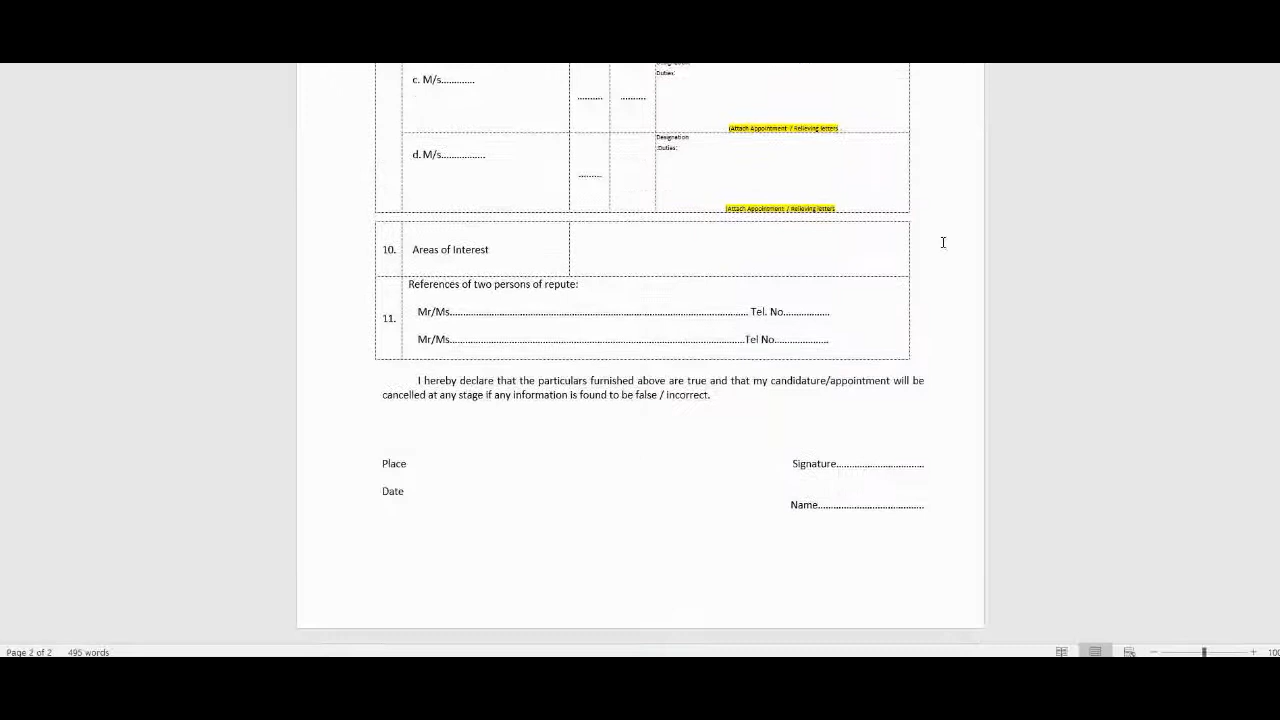 c. M/s.............
Duties:
.......... ..........
(Attach Appointment / Relieving letters
Designation
d. M/s.................
:Duties:
.........
(Attach Appointment / Relieving letters
10. Areas of Interest
References of two persons of repute:
11.
Mr/Ms.................................................................................................................. Tel. No..................
Mr/Ms.................................................................................................................Tel No.....................
I hereby declare that the particulars furnished above are true and that my candidature/appointment will be
cancelled at any stage if any information is found to be false / incorrect.
Place Signature.................................
Date
Name........................................
Page 2 of 2 495 words